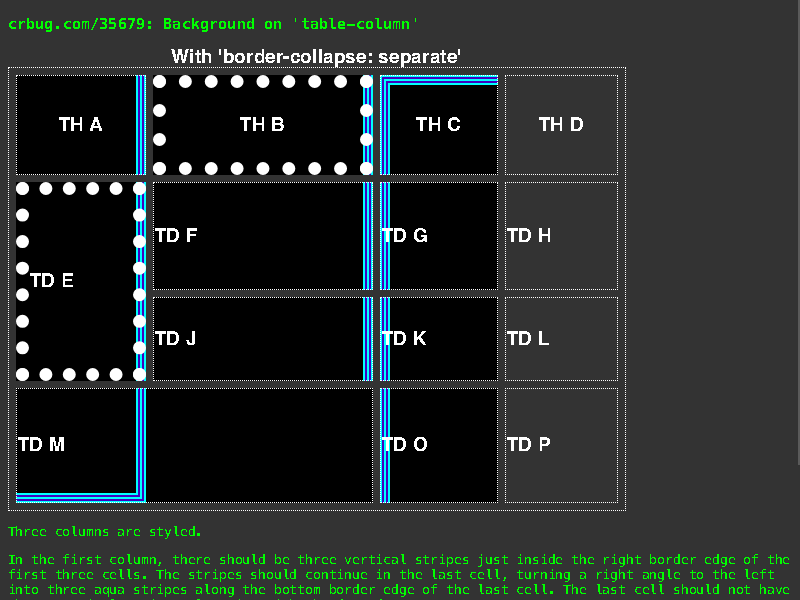 crbug.com/35679: Background on 'table-column'
With 'border-collapse: separate'
TH A TH B TH C TH D
TD E TD F TD G TD H
TD J TD K TD L
TD M TD O TD P
Three columns are styled.
In the first column, there should be three vertical stripes just inside the right border edge of the
first three cells. The stripes should continue in the last cell, turning a right angle to the left
into three aqua stripes along the bottom border edge of the last cell. The last cell should not have